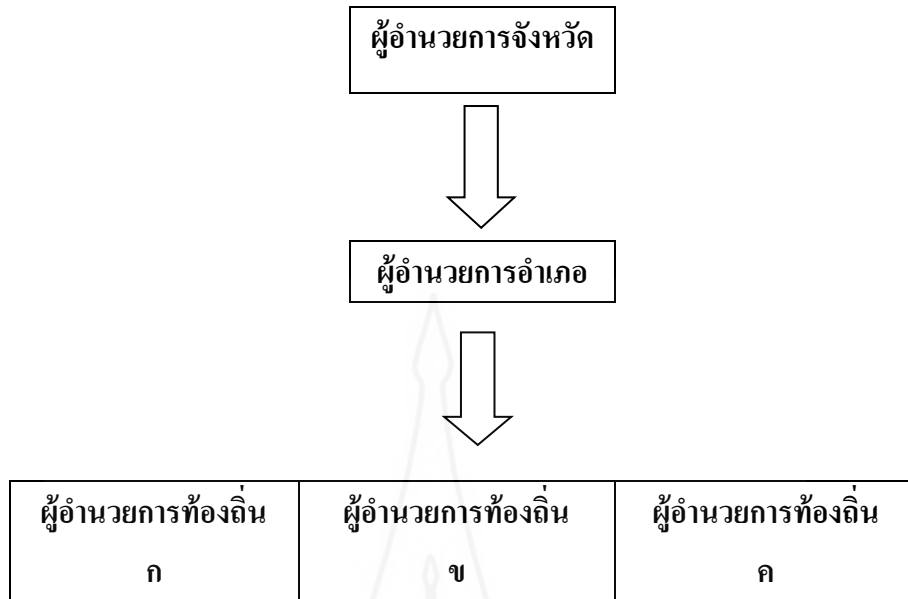 ผู้อำนวยการจังหวัด
ผู้อำนวยการอำเภอ
ผู้อำนวยการท้องถิ่น
ก
ผู้อำนวยการท้องถิ่น
ข
ผู้อำนวยการท้องถิ่น
ค